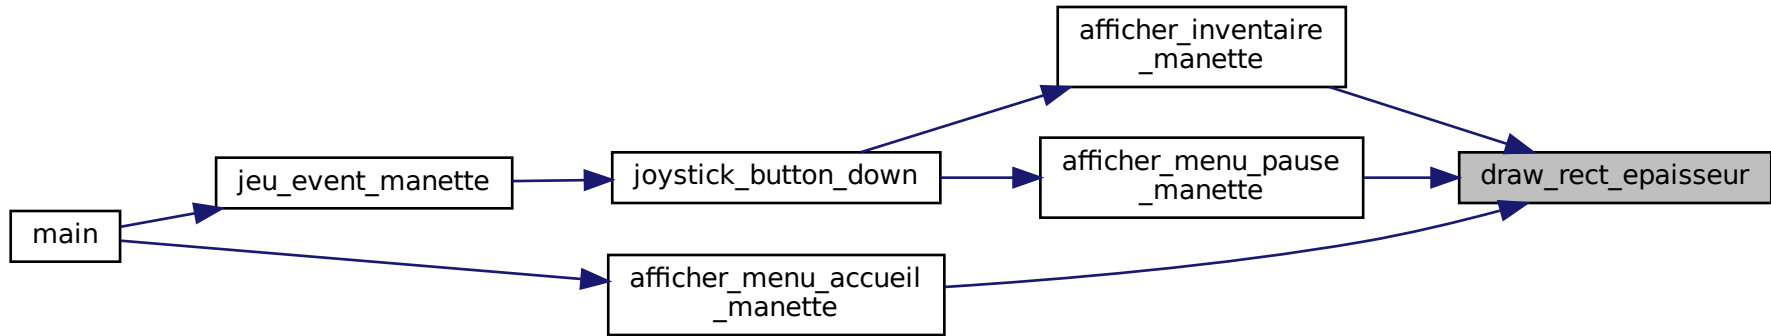 afficher_inventaire
_manette
afficher_menu_pause
_manette
draw_rect_epaisseur
joystick_button_down
jeu_event_manette
main
afficher_menu_accueil
_manette